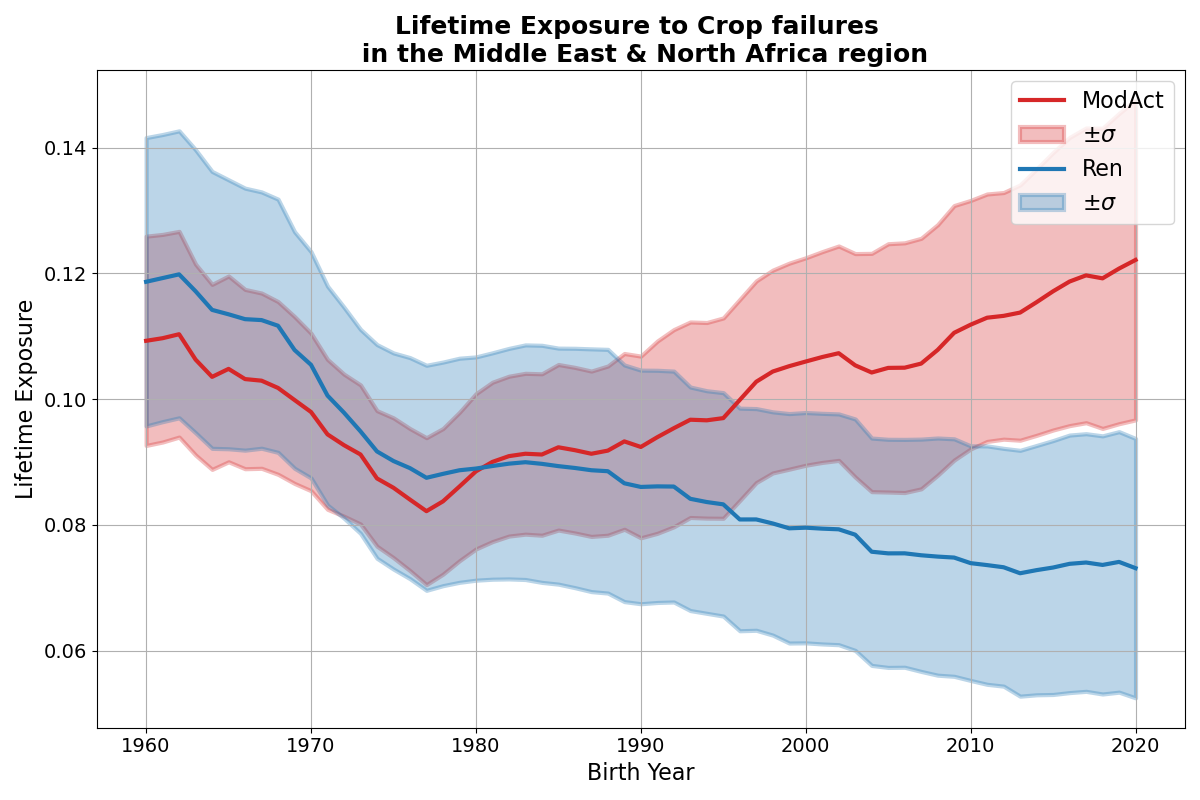 Lifetime Exposure to Crop failures
in the Middle East & North Africa region
ModAct
±σ
Ren
±σ
Lifetime Exposure
0.14
0.12
0.10
0.08
0.06
1960 1970 1980 1990 2000 2010 2020
Birth Year